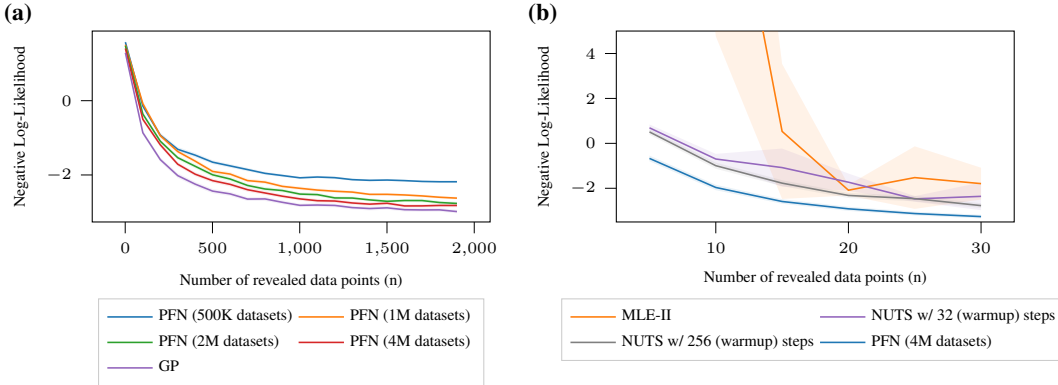 (a)
Negative Log-Likelihood
0
−2
0
500
1,000
1,500
2,000
Number of revealed data points (n)
PFN (500K datasets)
PFN (1M datasets)
PFN (2M datasets)
PFN (4M datasets)
GP
(b)
Negative Log-Likelihood
4
2
0
−2
10
20
30
Number of revealed data points (n)
MLE-II
NUTS w/ 32 (warmup) steps
NUTS w/ 256 (warmup) steps
PFN (4M datasets)